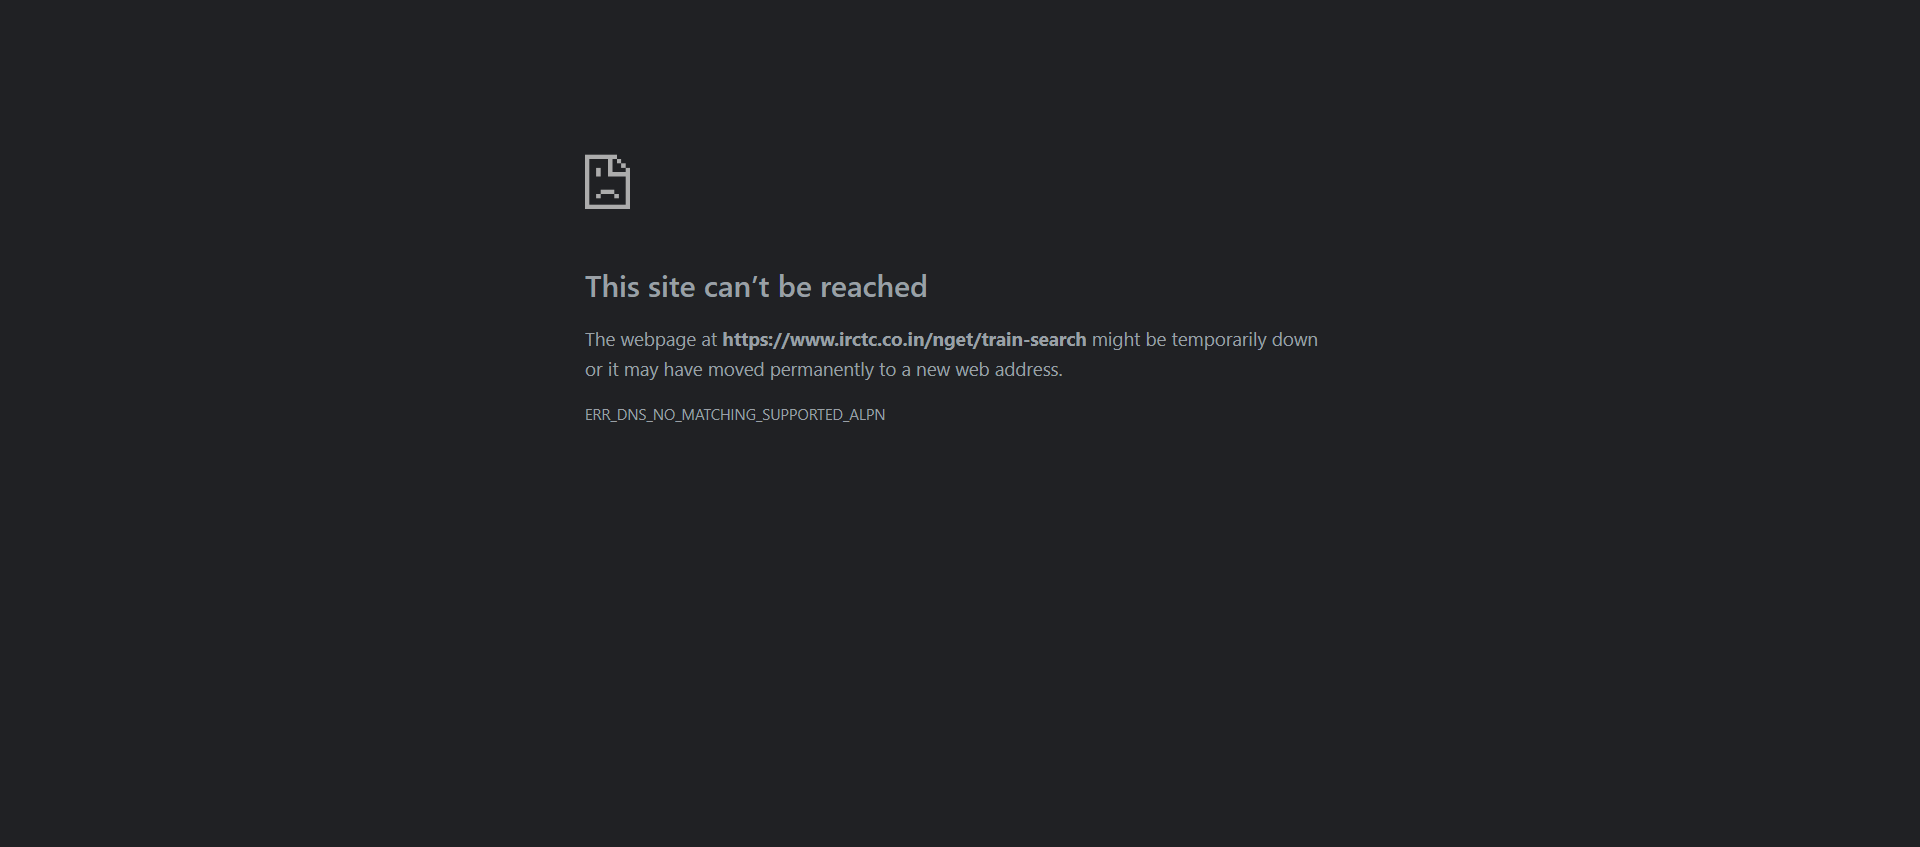 This site can’t be reached
The webpage at https://www.irctc.co.in/nget/train-search might be temporarily down
or it may have moved permanently to a new web address.
ERR_DNS_NO_MATCHING_SUPPORTED_ALPN